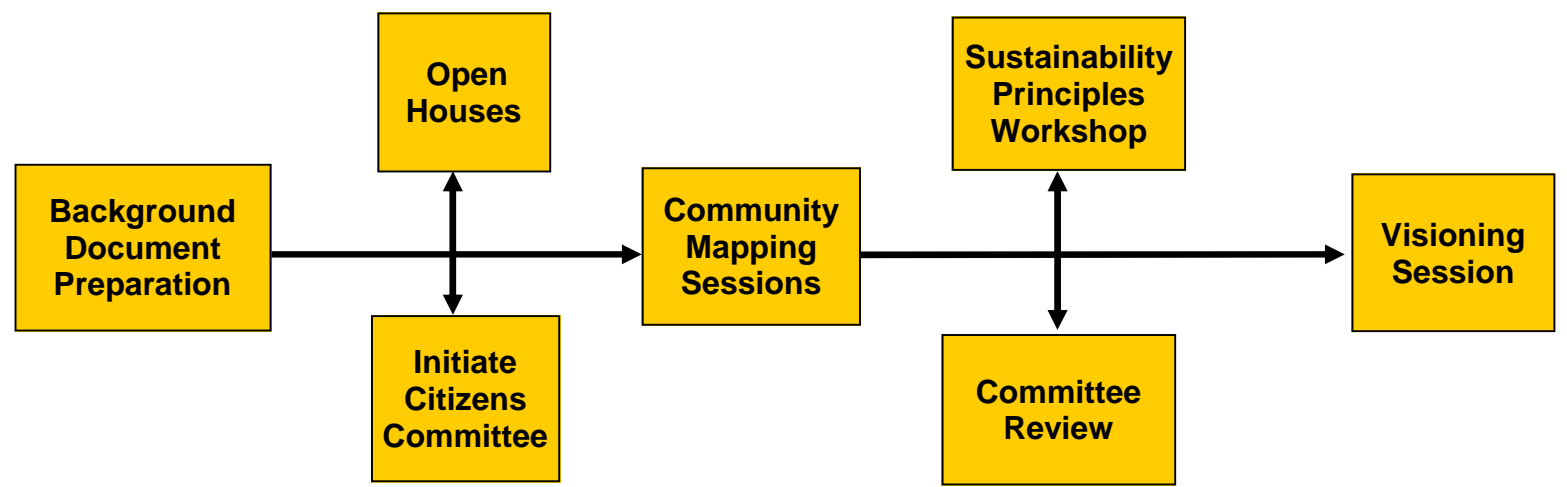 Background
Document
Preparation
Open
Houses
Initiate
Citizens
Committee
Community
Mapping
Sessions
Sustainability
Principles
Workshop
Committee
Review
Visioning
Session